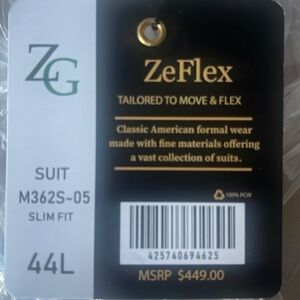 ZG
ZeFlex
TAILORED TO MOVE & FLEX
Classic American formal wear
made with fine materials offering
a vast collection of suits.
SUIT
M362S-05
SLIM FIT
44L
100% PCW
425740694625
MSRP $449.00